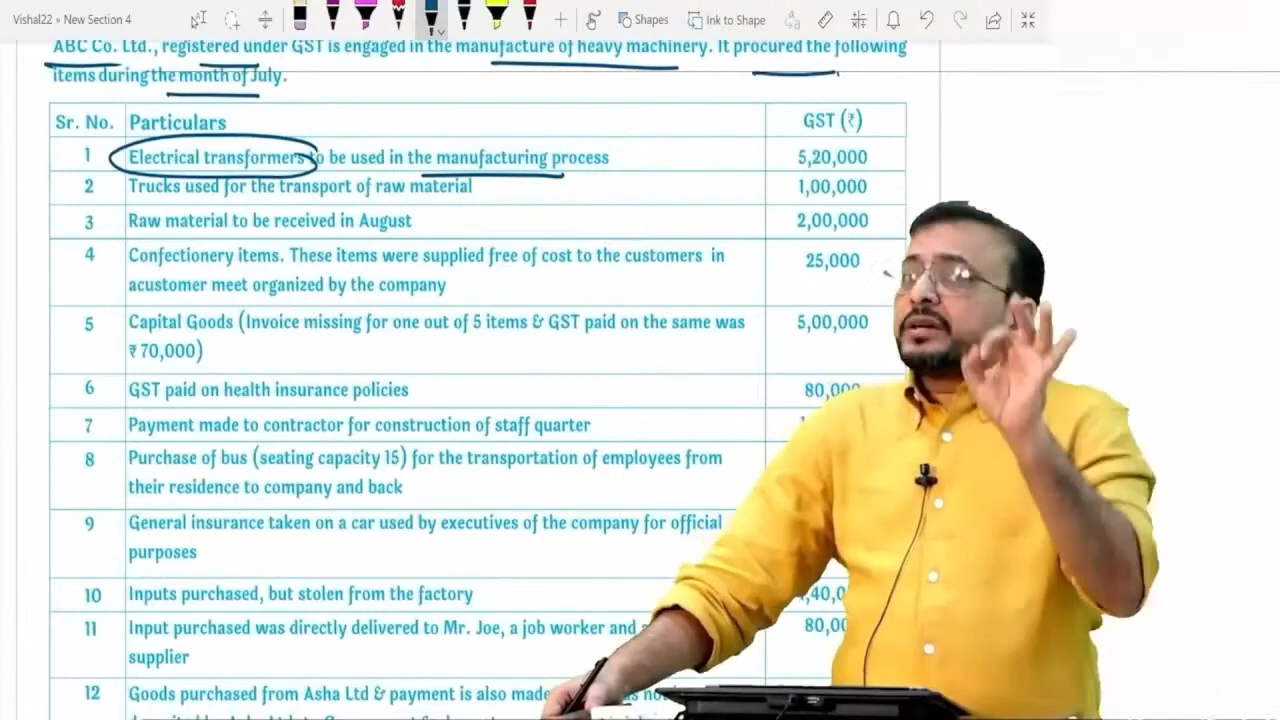 Vishal22 » New Section 4
Shapes
Ink to Shape
ABC Co. Ltd., registered under GST is engaged in the manufacture of heavy machinery. It procured the following
items during the month of July.
Sr. No. Particulars GST (₹)
1 Electrical transformers to be used in the manufacturing process 5,20,000
2 Trucks used for the transport of raw material 1,00,000
3 Raw material to be received in August 2,00,000
4 Confectionery items. These items were supplied free of cost to the customers in 25,000
acustomer meet organized by the company
5 Capital Goods (Invoice missing for one out of 5 items & GST paid on the same was 5,00,000
₹ 70,000)
6 GST paid on health insurance policies
7 Payment made to contractor for construction of staff quarter
8 Purchase of bus (seating capacity 15) for the transportation of employees from
their residence to company and back
9 General insurance taken on a car used by executives of the company for official
purposes
10 Inputs purchased, but stolen from the factory
11 Input purchased was directly delivered to Mr. Joe, a job worker and
supplier
12 Goods purchased from Asha Ltd & payment is also made